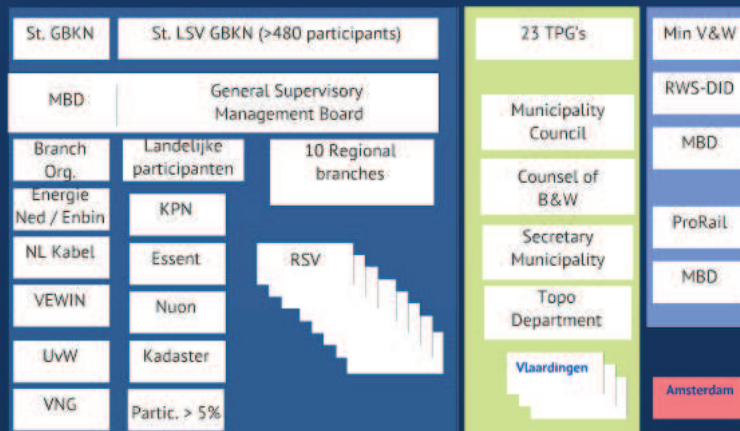 St. GBKN
St. LSV GBKN (>480 participants)
MBD
General Supervisory
Management Board
Branch
Org.
Landelijke
participanten
10 Regional
branches
Energie
Ned / Enbin
KPN
NL Kabel
Essent
RSV
VEWIN
Nuon
UvW
Kadaster
VNG
Partic. > 5%
23 TPG's
Municipality
Council
Counsel of
B&W
Secretary
Municipality
Topo
Department
Vlaardingen
Min V&W
RWS-DID
MBD
ProRail
MBD
Amsterdam